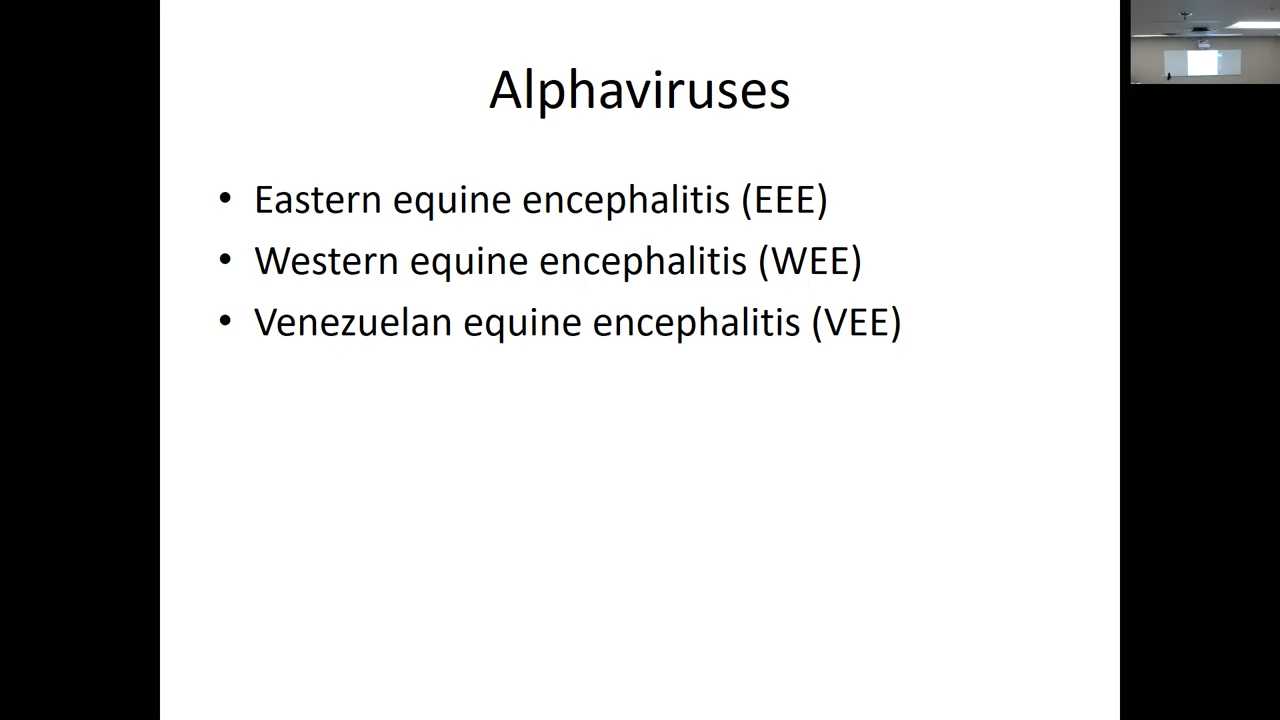 Alphaviruses
• Eastern equine encephalitis (EEE)
• Western equine encephalitis (WEE)
• Venezuelan equine encephalitis (VEE)